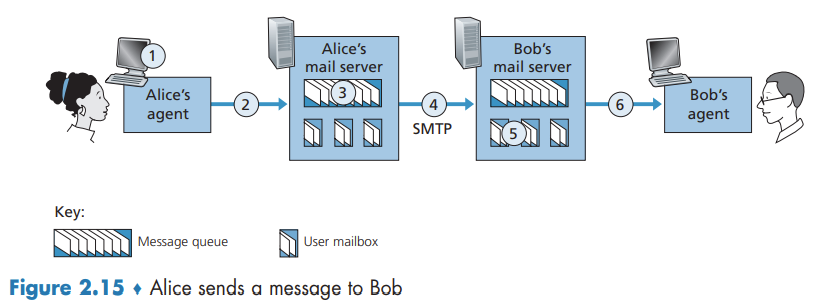 1
Alice's
agent
2
Alice's
mail server
3
4
SMTP
Bob's
mail server
5
6
Bob's
agent
Key:
Message queue
User mailbox
Figure 2.15 ♦ Alice sends a message to Bob